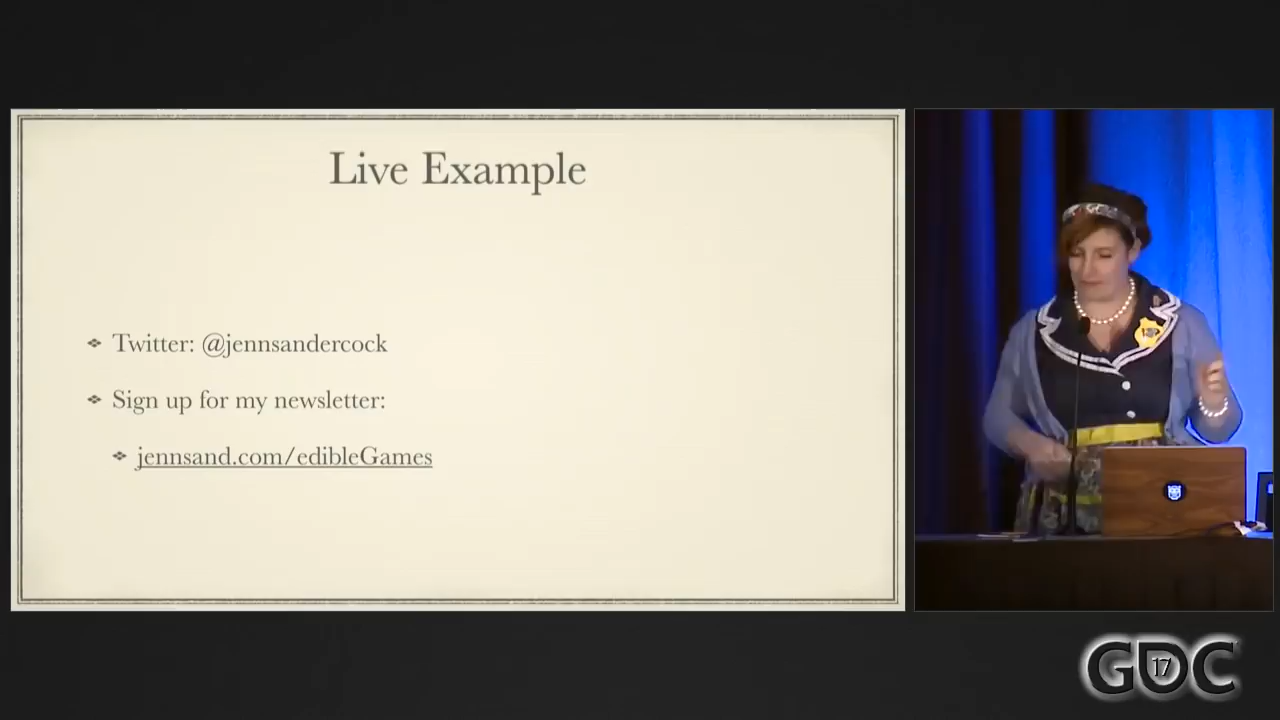 Live Example
Twitter: @jennsandercock
Sign up for my newsletter:
jennsand.com/edibleGames
GDC
17